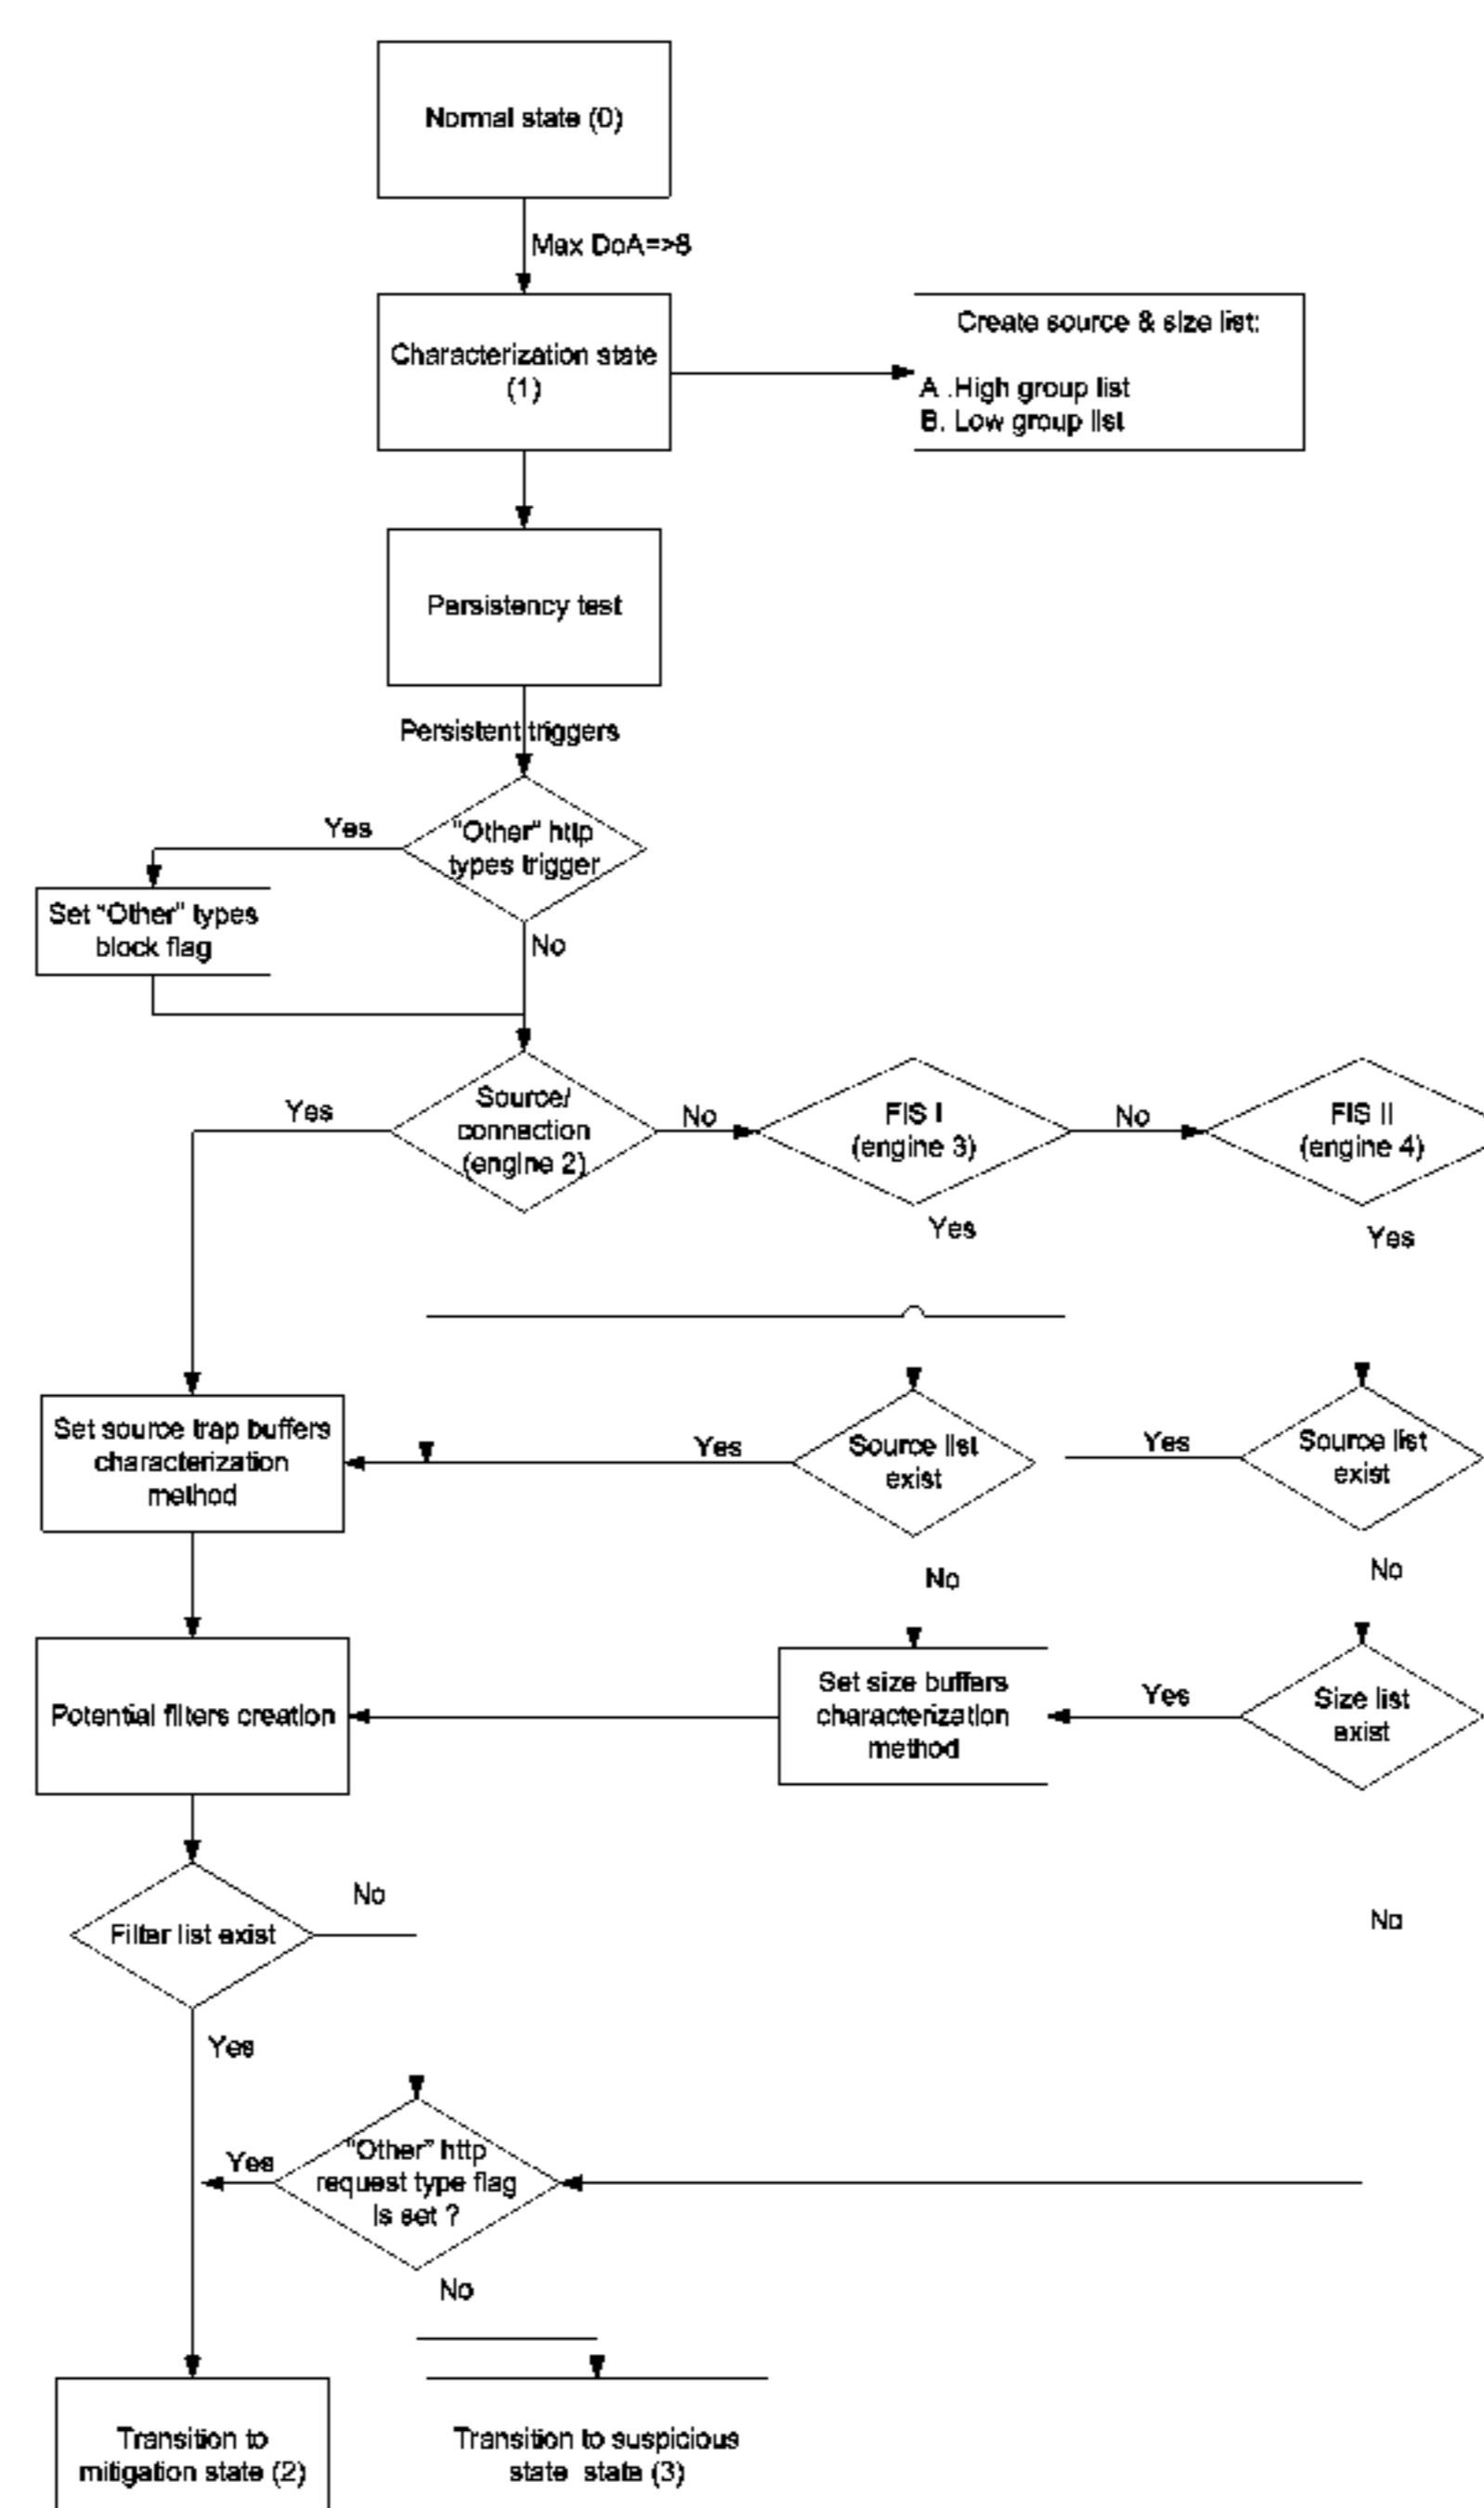 Normal state (0)
Max DoA=>8
Characterization state
(1)
Create source & size list:
A .High group list
B. Low group list
Persistency test
Persistent triggers
Yes
"Other" http
types trigger
Set "Other" types
block flag
No
Yes
Source/
connection
(engine 2)
No
FIS I
(engine 3)
No
FIS II
(engine 4)
Yes
Yes
Set source trap buffers
characterization
method
Yes
Source list
exist
Yes
Source list
exist
No
No
Potential filters creation
Set size buffers
characterization
method
Yes
Size list
exist
No
Filter list exist
No
Yes
Yes
"Other" http
request type flag
is set ?
No
Transition to
mitigation state (2)
Transition to suspicious
state state (3)